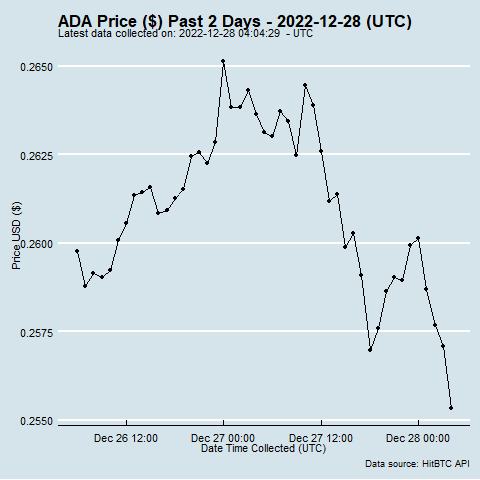 ADA Price ($) Past 2 Days - 2022-12-28 (UTC)
Latest data collected on: 2022-12-28 04:04:29 - UTC
Price USD ($)
0.2650
0.2625
0.2600
0.2575
0.2550
Dec 26 12:00 Dec 27 00:00 Dec 27 12:00 Dec 28 00:00
Date Time Collected (UTC)
Data source: HitBTC API